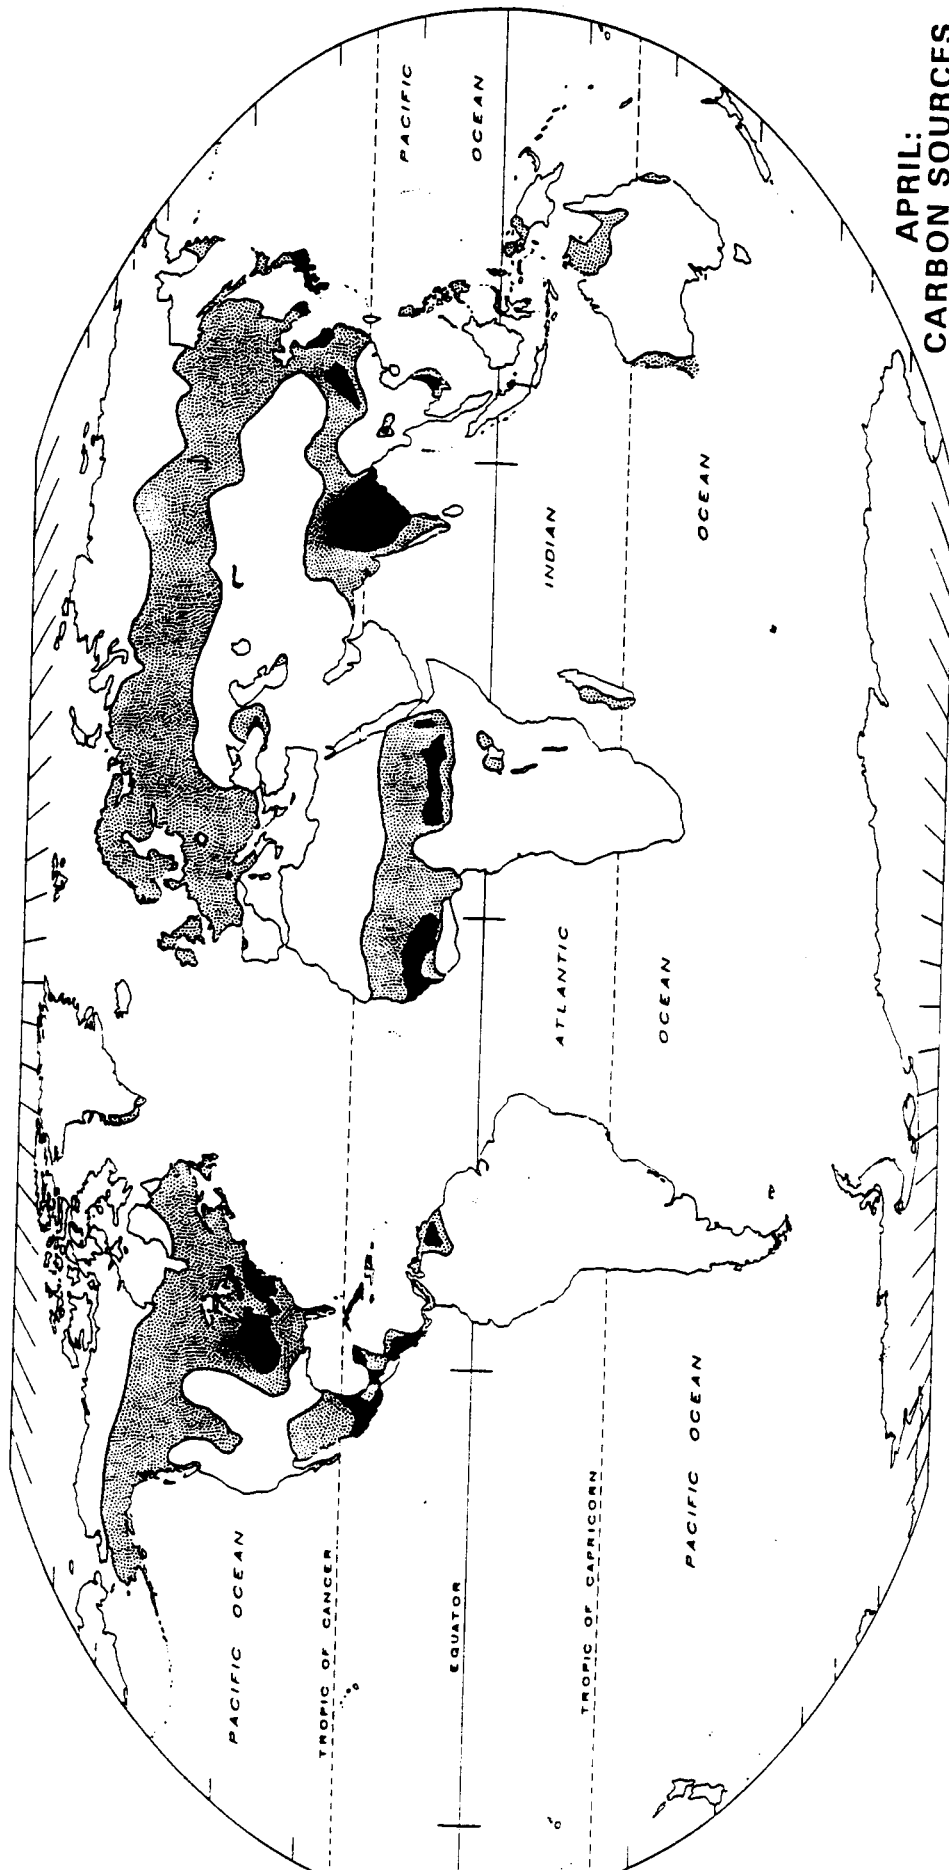 APRIL:
CARBON SOURCES
PACIFIC
OCEAN
INDIAN
OCEAN
ATLANTIC
OCEAN
PACIFIC OCEAN
TROPIC OF CANCER
EQUATOR
TROPIC OF CAPRICORN
PACIFIC OCEAN